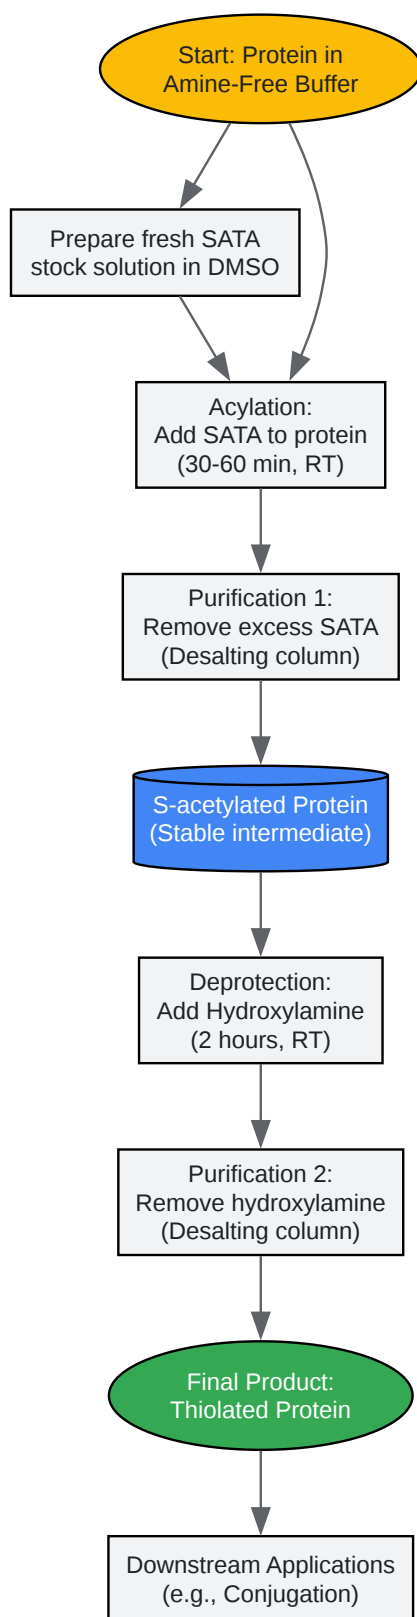 Start: Protein in
Amine-Free Buffer
Prepare fresh SATA
stock solution in DMSO
Acylation:
Add SATA to protein
(30-60 min, RT)
Purification 1:
Remove excess SATA
(Desalting column)
S-acetylated Protein
(Stable intermediate)
Deprotection:
Add Hydroxylamine
(2 hours, RT)
Purification 2:
Remove hydroxylamine
(Desalting column)
Final Product:
Thiolated Protein
Downstream Applications
(e.g., Conjugation)